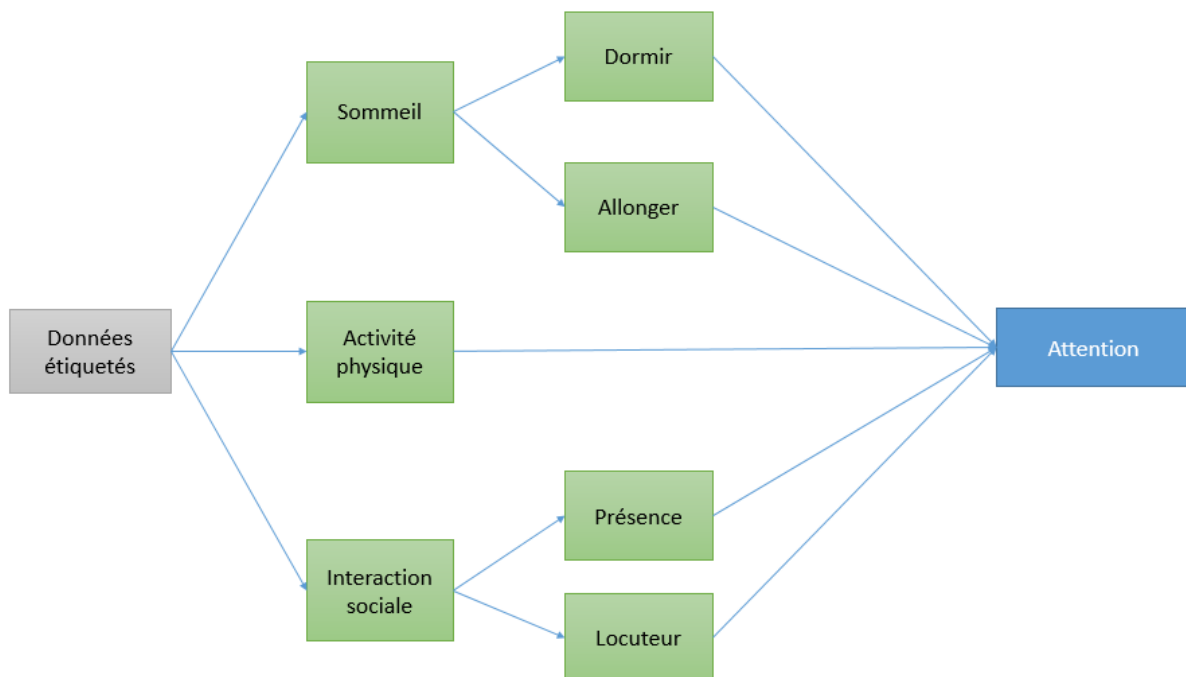 Dormir
Sommeil
Allonger
Données
étiquetés
Activité
physique
Attention
Présence
Interaction
sociale
Locuteur